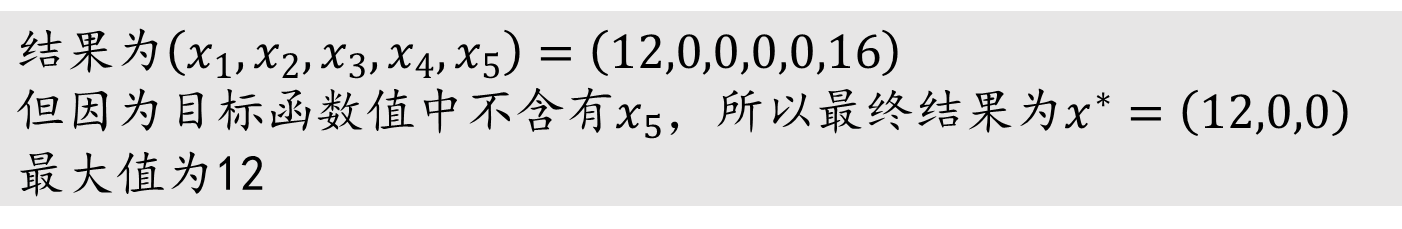 结果为(x₁,x₂,x₃,x₄,x₅) = (12,0,0,0,0,16)
但因为目标函数值中不含有x₅，所以最终结果为x* = (12,0,0)
最大值为12